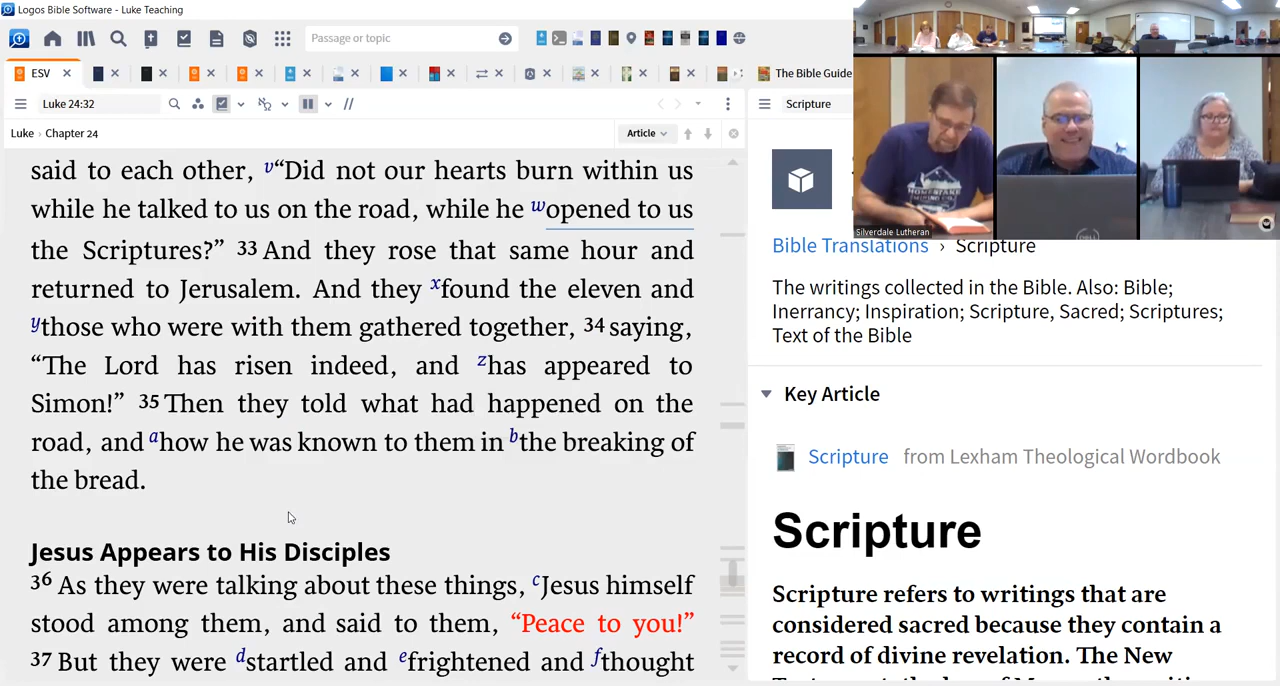 Logos Bible Software - Luke Teaching
Passage or topic
ESV
The Bible Guide
Luke 24:32
Scripture
Luke › Chapter 24
Article
said to each other, v“Did not our hearts burn within us
while he talked to us on the road, while he wopened to us
the Scriptures?” 33 And they rose that same hour and
returned to Jerusalem. And they xfound the eleven and
ythose who were with them gathered together, 34 saying,
“The Lord has risen indeed, and zhas appeared to
Simon!” 35 Then they told what had happened on the
road, and ahow he was known to them in bthe breaking of
the bread.
Jesus Appears to His Disciples
36 As they were talking about these things, cJesus himself
stood among them, and said to them, “Peace to you!”
37 But they were dstartled and efrightened and fthought
HOMESTAKE
MINING CO.
DELL
Silverdale Lutheran
Bible Translations › Scripture
The writings collected in the Bible. Also: Bible;
Inerrancy; Inspiration; Scripture, Sacred; Scriptures;
Text of the Bible
Key Article
Scripture from Lexham Theological Wordbook
Scripture
Scripture refers to writings that are
considered sacred because they contain a
record of divine revelation. The New